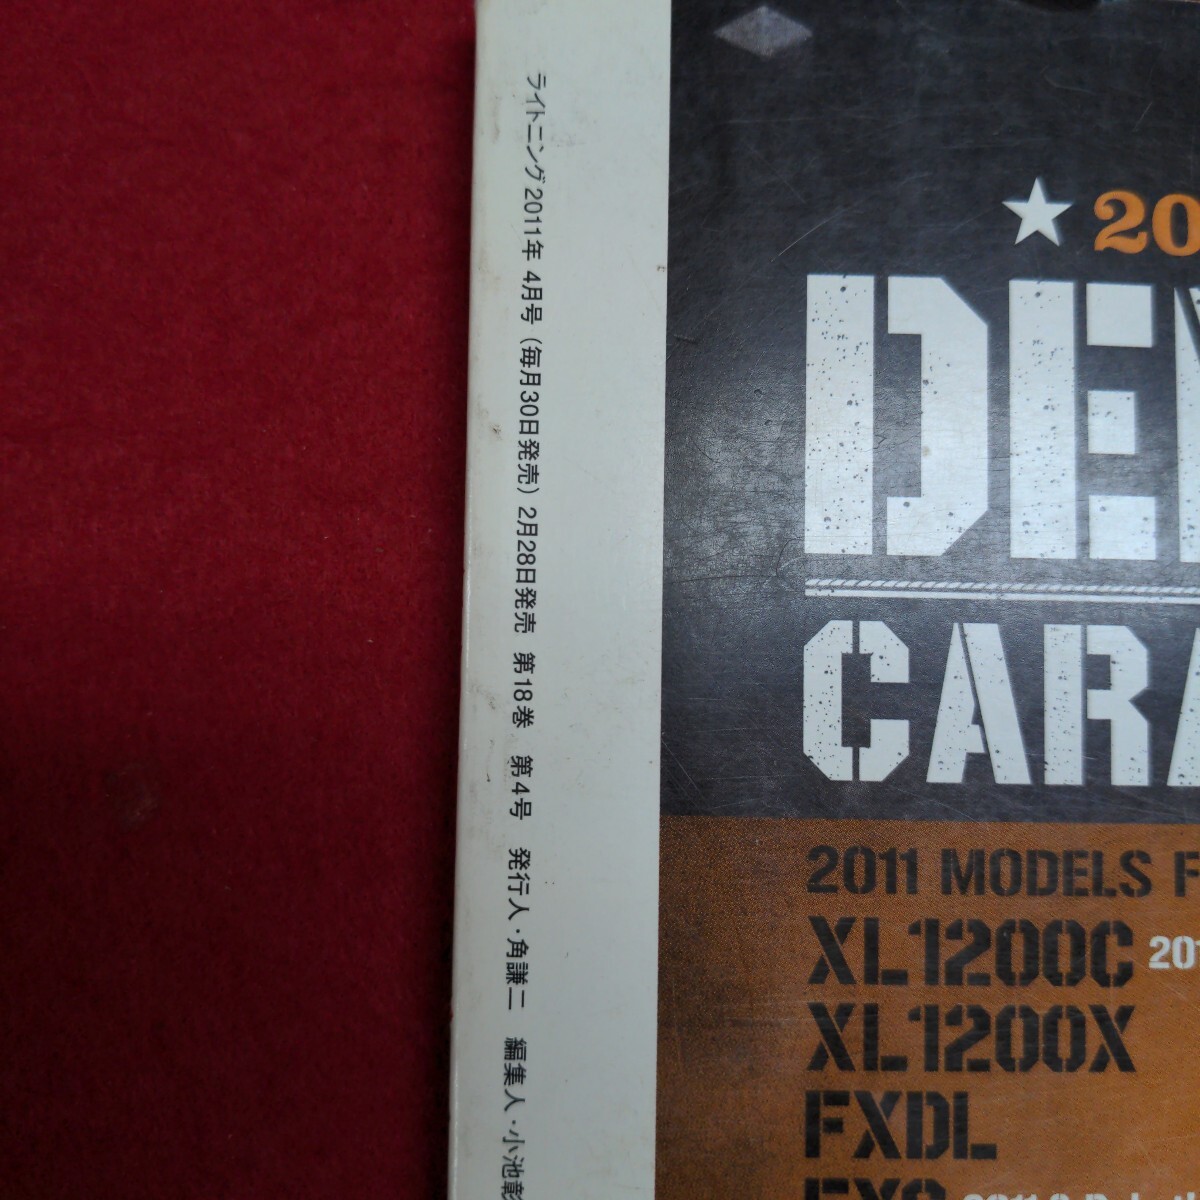 ライトニング2011年 4月号 (毎月30日発売) 2月28日発売 第18巻 第4号 発行人・角謙二 編集人・小池彰
★20
DE
CARA
2011 MODELS F
XL1200C 201
XL1200X
FXDL